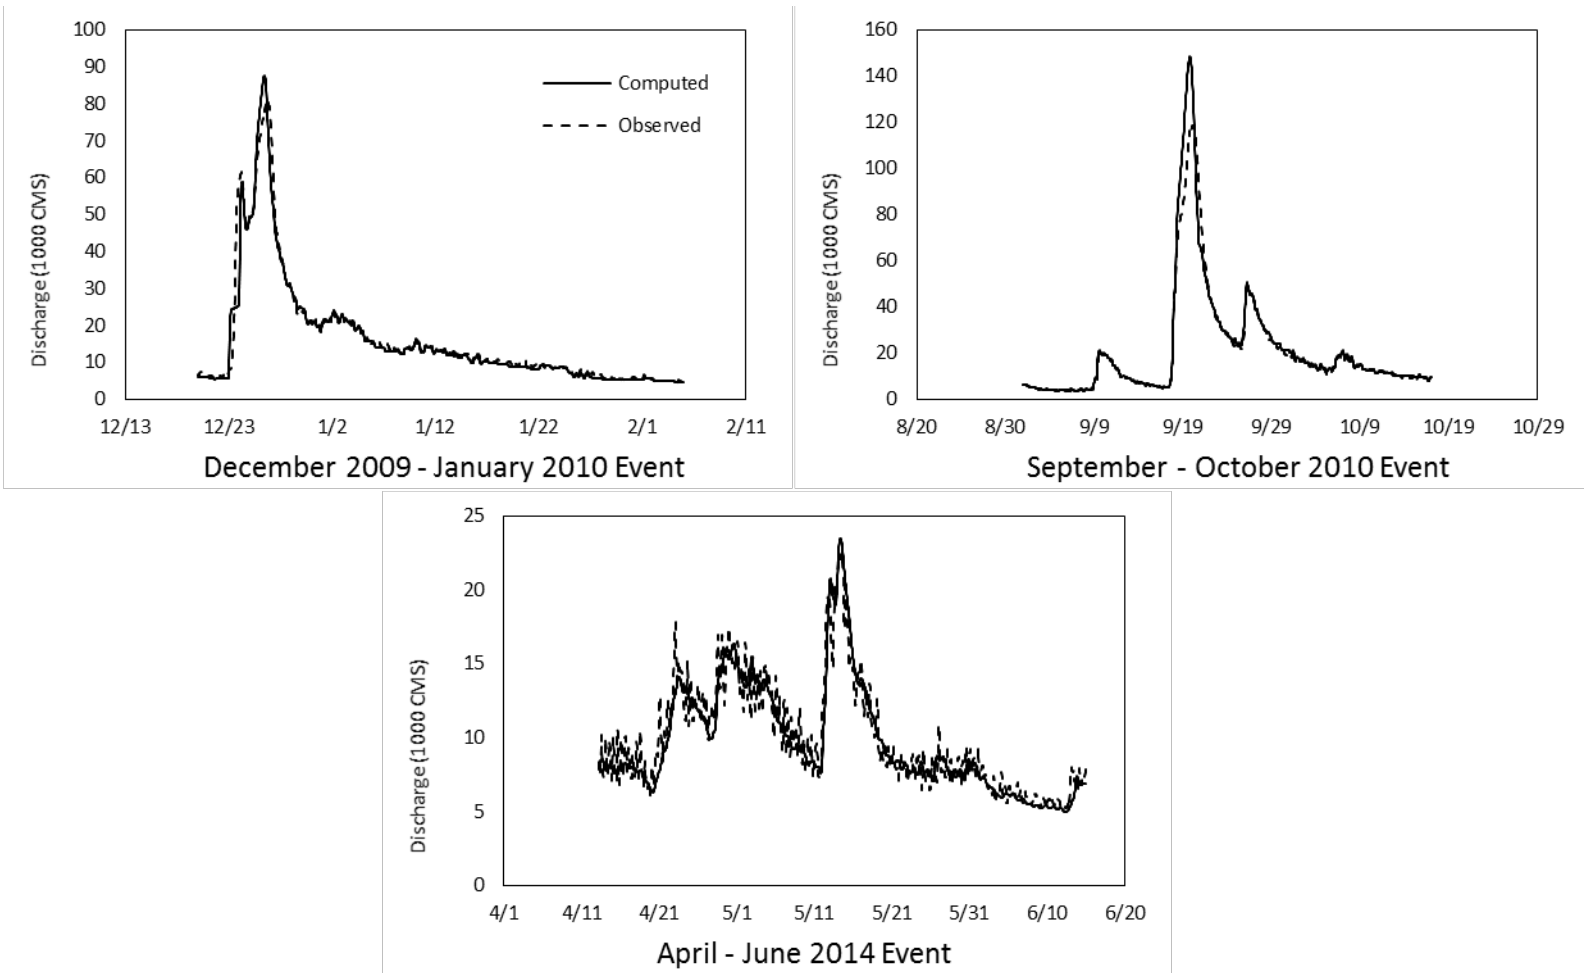 100
90
80
70
60
50
40
30
20
10
0
Discharge (1000 CMS)
Computed
Observed
12/13 12/23 1/2 1/12 1/22 2/1 2/11
December 2009 - January 2010 Event
160
140
120
100
80
60
40
20
0
Discharge (1000 CMS)
8/20 8/30 9/9 9/19 9/29 10/9 10/19 10/29
September - October 2010 Event
25
20
15
10
5
0
Discharge (1000 CMS)
4/1 4/11 4/21 5/1 5/11 5/21 5/31 6/10 6/20
April - June 2014 Event